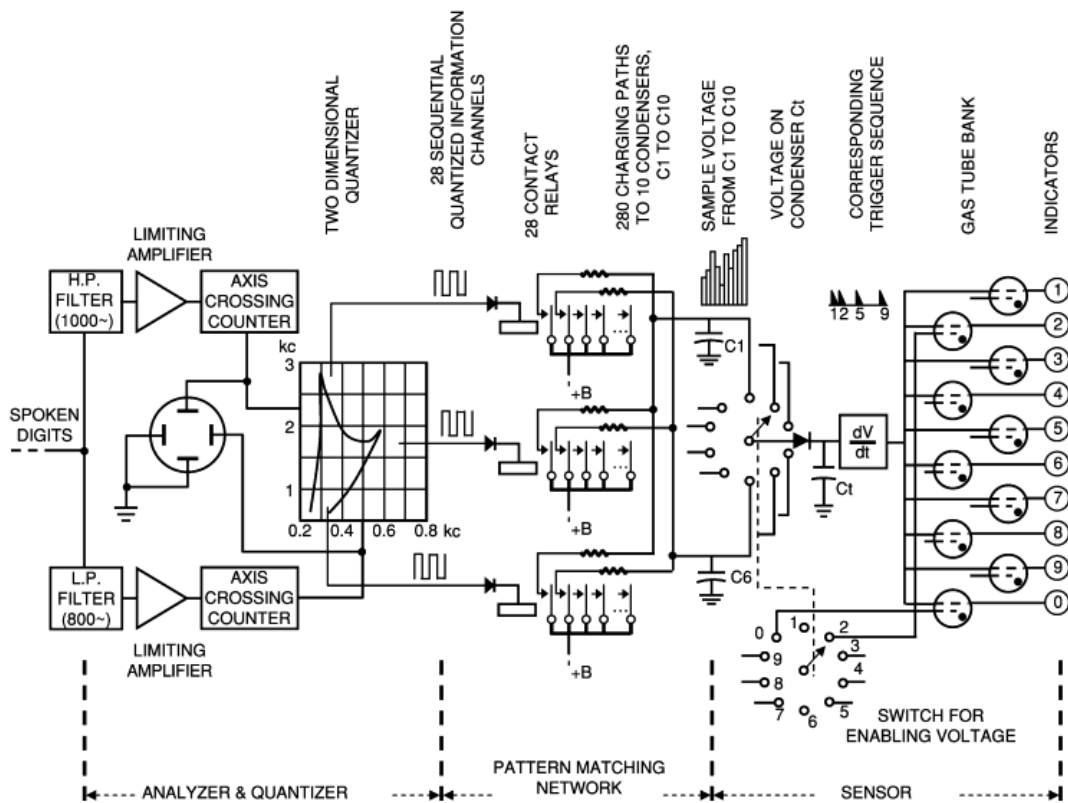 TWO DIMENSIONAL
QUANTIZER
28 SEQUENTIAL
QUANTIZED INFORMATION
CHANNELS
28 CONTACT
RELAYS
280 CHARGING PATHS
TO 10 CONDENSERS,
C1 TO C10
SAMPLE VOLTAGE
FROM C1 TO C10
VOLTAGE ON
CONDENSER Ct
CORRESPONDING
TRIGGER SEQUENCE
GAS TUBE BANK
INDICATORS
LIMITING
AMPLIFIER
H.P.
FILTER
(1000~)
AXIS
CROSSING
COUNTER
kc
3
2
1
0.2
0.4
0.6
0.8
kc
SPOKEN
DIGITS
L.P.
FILTER
(800~)
AXIS
CROSSING
COUNTER
LIMITING
AMPLIFIER
...
+B
...
+B
...
+B
C1
C6
12 5 9
dV
dt
Ct
1
2
3
4
5
6
7
8
9
0
0
1
2
3
4
5
6
7
8
9
SWITCH FOR
ENABLING VOLTAGE
ANALYZER & QUANTIZER
PATTERN MATCHING
NETWORK
SENSOR